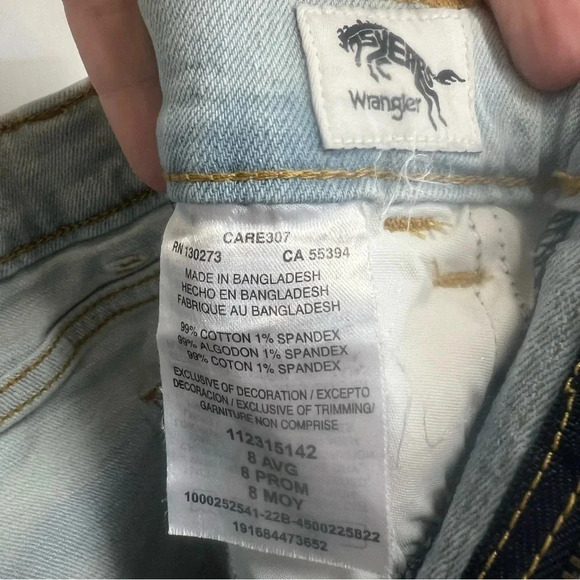 5YEARS
Wrangler
CARE307
RN 130273 CA 55394
MADE IN BANGLADESH
HECHO EN BANGLADESH
FABRIQUE AU BANGLADESH
99% COTTON 1% SPANDEX
99% ALGODON 1% SPANDEX
99% COTON 1% SPANDEX
EXCLUSIVE OF DECORATION / EXCEPTO
DECORACION / EXCLUSIVE OF TRIMMING/
GARNITURE NON COMPRISE
112315142
8 AVG
8 PROM
8 MOY
1000252541-22B-4500225822
191684473652